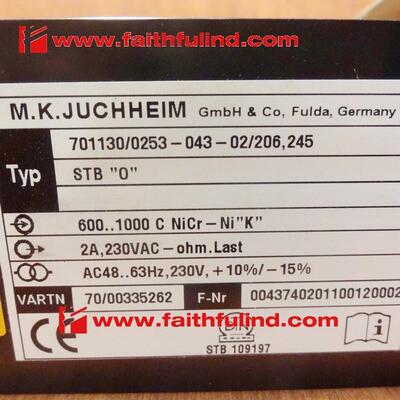 www.faithfulind.com
M.K.JUCHHEIM GmbH & Co, Fulda, Germany
701130/0253-043-02/206,245
Typ STB "O"
600..1000 C NiCr-Ni"K"
2A,230VAC-ohm.Last
AC48..63Hz,230V,+10%/-15%
VARTN 70/00335262 F-Nr 0043740201100120002
www.faithfulind.com
CE DIN i
STB 109197